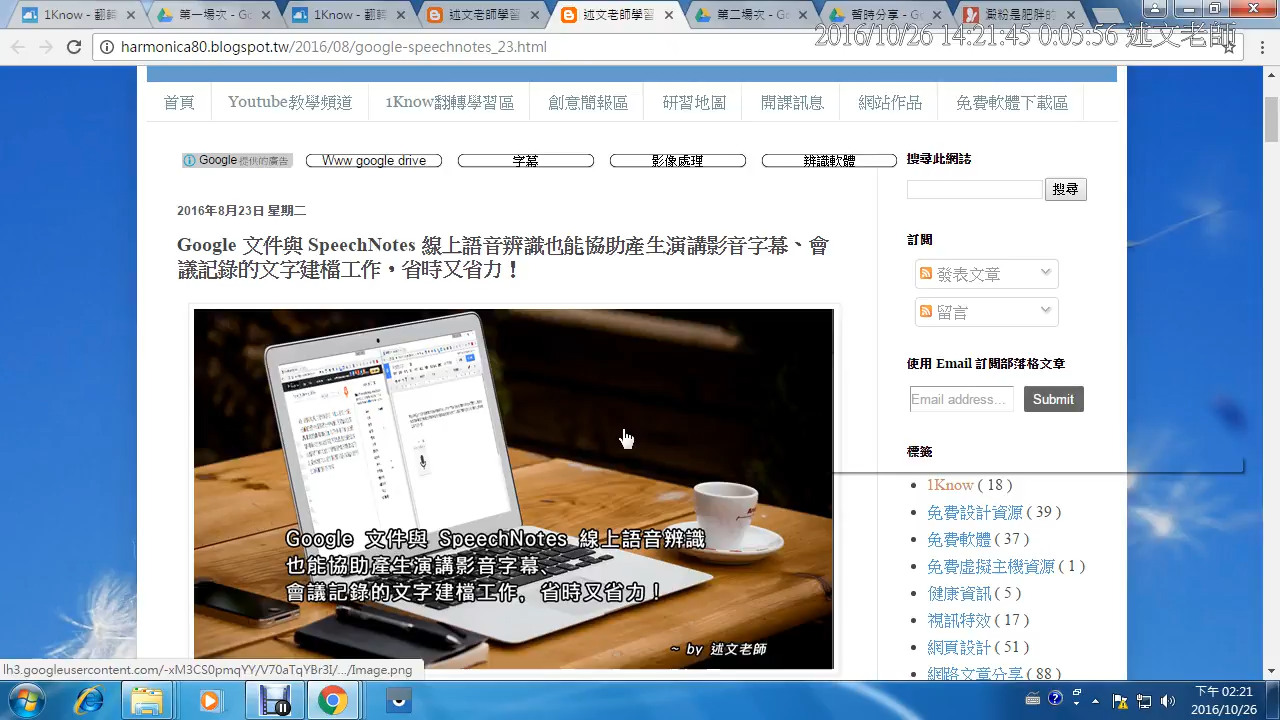 1Know - 翻轉
第一場次 - Go
1Know - 翻轉
述文老師學習
述文老師學習
第二場次 - Go
暫時分享 - Go
harmonica80.blogspot.tw/2016/08/google-speechnotes_23.html
2016/10/26 14:21:45 0:05:56 述文老師
首頁
Youtube教學頻道
1Know翻轉學習區
創意簡報區
研習地圖
開課訊息
網站作品
免費軟體下載區
Google 提供的廣告
Www google drive
字幕
影像處理
辨識軟體
搜尋此網誌
搜尋
2016年8月23日 星期二
Google 文件與 SpeechNotes 線上語音辨識也能協助產生演講影音字幕、會
議記錄的文字建檔工作，省時又省力！
訂閱
發表文章
留言
使用 Email 訂閱部落格文章
Email address...
Submit
標籤
1Know ( 18 )
免費設計資源 ( 39 )
免費軟體 ( 37 )
免費虛擬主機資源 ( 1 )
健康資訊 ( 5 )
視訊特效 ( 17 )
網頁設計 ( 51 )
網路文章分享 ( 88 )
Google 文件與 SpeechNotes 線上語音辨識
也能協助產生演講影音字幕、
會議記錄的文字建檔工作，省時又省力！
~ by 述文老師
lh3.googleusercontent.com/-xM3CS0pmqYY/V70aTqYBr3I/.../Image.png
下午 02:21
2016/10/26